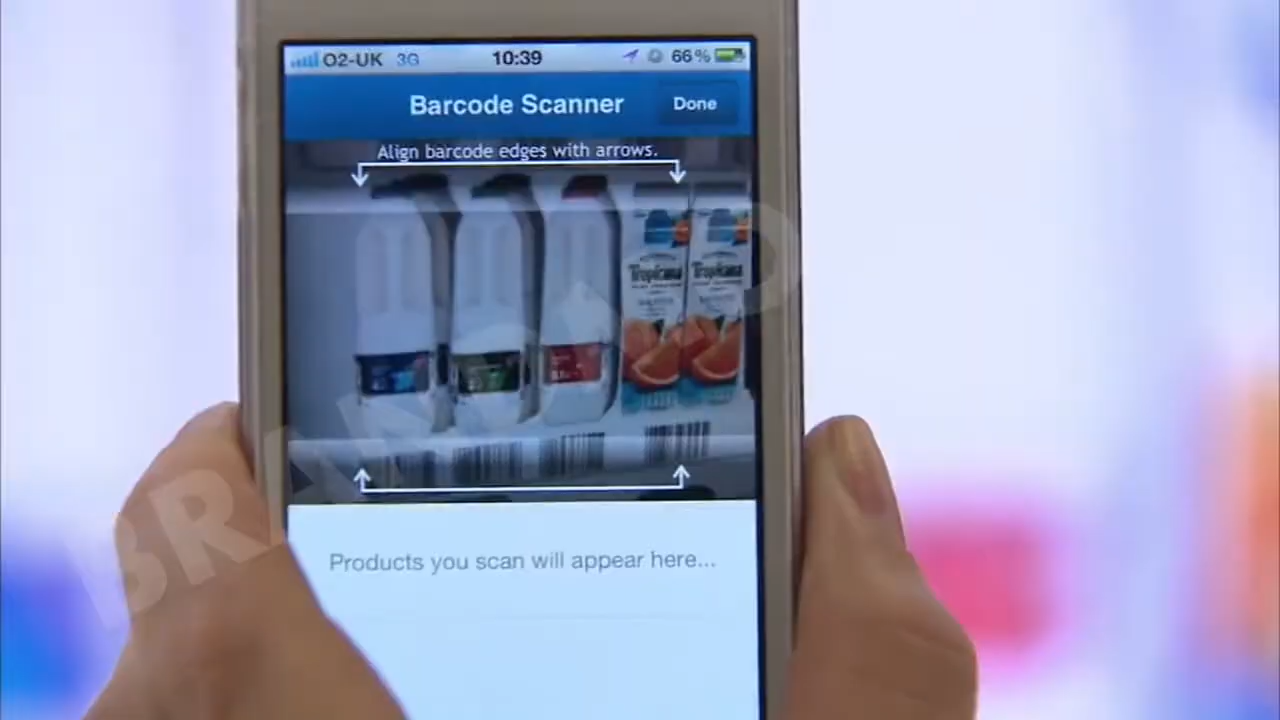 O2-UK 3G 10:39 66%
Barcode Scanner Done
Align barcode edges with arrows.
Tropicana Tropicana
Products you scan will appear here...